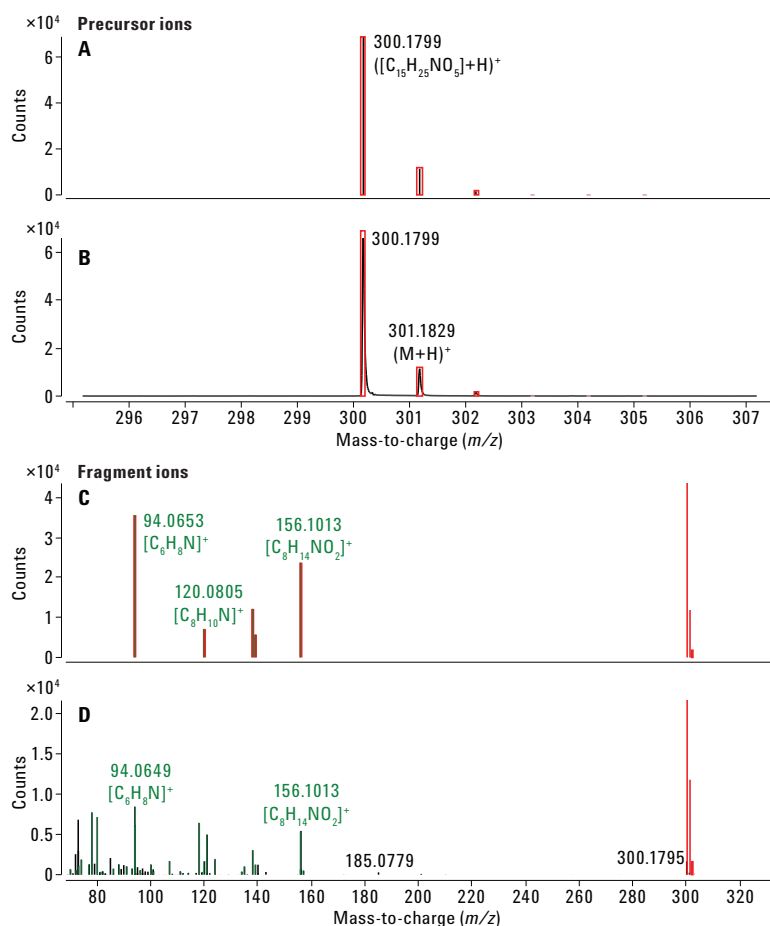 ×10⁴ Precursor ions
A
300.1799
([C₁₅H₂₅NO₅]+H)⁺
Counts
6
4
2
0
×10⁴
B
300.1799
301.1829
(M+H)⁺
Counts
6
4
2
0
296 297 298 299 300 301 302 303 304 305 306 307
Mass-to-charge (m/z)
Fragment ions
×10⁴
C
94.0653
[C₆H₈N]⁺
156.1013
[C₈H₁₄NO₂]⁺
120.0805
[C₈H₁₀N]⁺
Counts
4
3
2
1
0
×10⁴
D
94.0649
[C₆H₈N]⁺
156.1013
[C₈H₁₄NO₂]⁺
185.0779
300.1795
Counts
2.0
1.5
1.0
0.5
0
80 100 120 140 160 180 200 220 240 260 280 300 320
Mass-to-charge (m/z)